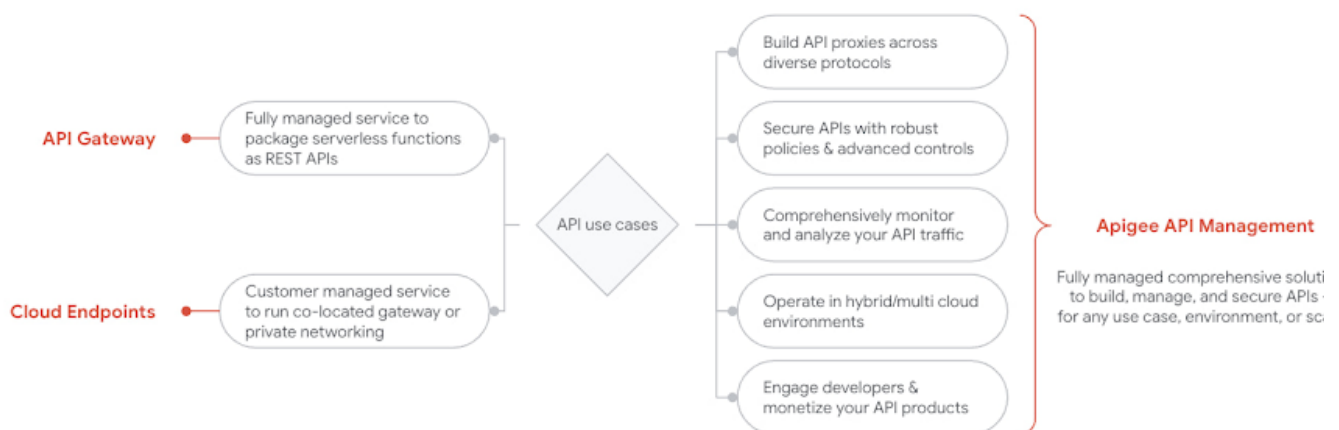 API Gateway
Fully managed service to
package serverless functions
as REST APIs
Cloud Endpoints
Customer managed service
to run co-located gateway or
private networking
API use cases
Build API proxies across
diverse protocols
Secure APIs with robust
policies & advanced controls
Comprehensively monitor
and analyze your API traffic
Operate in hybrid/multi cloud
environments
Engage developers &
monetize your API products
Apigee API Management
Fully managed comprehensive
to build, manage, and secure APIs
for any use case, environment, or